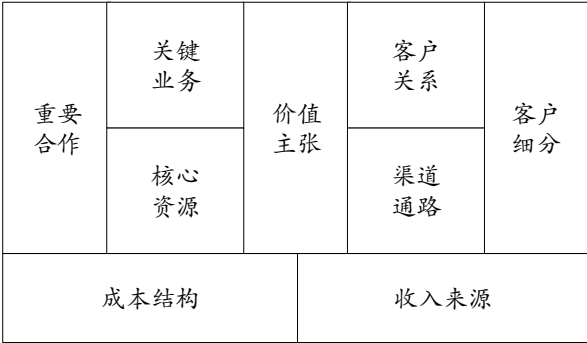 重要
合作
关键
业务
核心
资源
价值
主张
客户
关系
渠道
通路
客户
细分
成本结构
收入来源